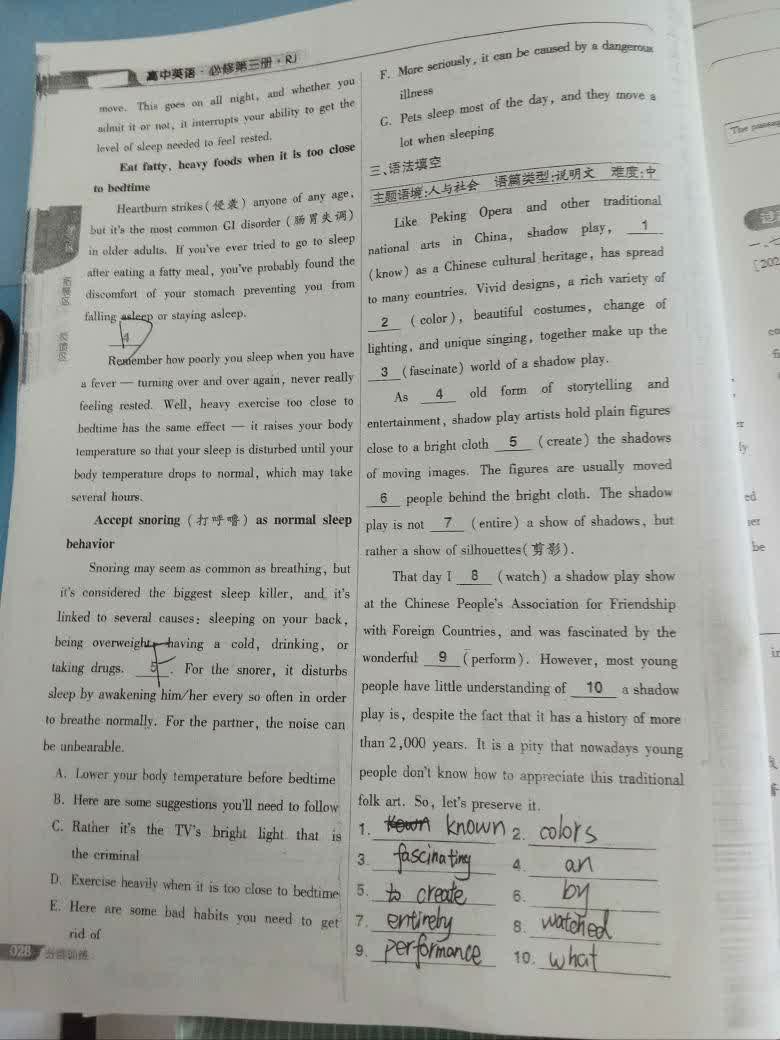 高中英语·必修第三册·RJ
move. This goes on all night, and whether you
admit it or not, it interrupts your ability to get the
level of sleep needed to feel rested.
Eat fatty, heavy foods when it is too close
to bedtime
Heartburn strikes(侵袭) anyone of any age,
but it's the most common GI disorder (肠胃失调)
in older adults. If you've ever tried to go to sleep
after eating a fatty meal, you've probably found the
discomfort of your stomach preventing you from
falling asleep or staying asleep.
4
Remember how poorly you sleep when you have
a fever — turning over and over again, never really
feeling rested. Well, heavy exercise too close to
bedtime has the same effect — it raises your body
temperature so that your sleep is disturbed until your
body temperature drops to normal, which may take
several hours.
Accept snoring (打呼噜) as normal sleep
behavior
Snoring may seem as common as breathing, but
it's considered the biggest sleep killer, and it's
linked to several causes: sleeping on your back,
being overweight, having a cold, drinking, or
taking drugs. 5 . For the snorer, it disturbs
sleep by awakening him/her every so often in order
to breathe normally. For the partner, the noise can
be unbearable.
A. Lower your body temperature before bedtime
B. Here are some suggestions you'll need to follow
C. Rather it's the TV's bright light that is
the criminal
D. Exercise heavily when it is too close to bedtime
E. Here are some bad habits you need to get
rid of
028
F. More seriously, it can be caused by a dangerous
illness
G. Pets sleep most of the day, and they move a
lot when sleeping
三、语法填空
主题语境:人与社会 语篇类型:说明文 难度:中
Like Peking Opera and other traditional
national arts in China, shadow play, 1
(know) as a Chinese cultural heritage, has spread
to many countries. Vivid designs, a rich variety of
2 (color), beautiful costumes, change of
lighting, and unique singing, together make up the
3 (fascinate) world of a shadow play.
As 4 old form of storytelling and
entertainment, shadow play artists hold plain figures
close to a bright cloth 5 (create) the shadows
of moving images. The figures are usually moved
6 people behind the bright cloth. The shadow
play is not 7 (entire) a show of shadows, but
rather a show of silhouettes(剪影).
That day I 8 (watch) a shadow play show
at the Chinese People's Association for Friendship
with Foreign Countries, and was fascinated by the
wonderful 9 (perform). However, most young
people have little understanding of 10 a shadow
play is, despite the fact that it has a history of more
than 2,000 years. It is a pity that nowadays young
people don't know how to appreciate this traditional
folk art. So, let's preserve it.
1. known 2. colors
3. fascinating 4. an
5. to create 6. by
7. entirely 8. watched
9. performance 10. what
The passag